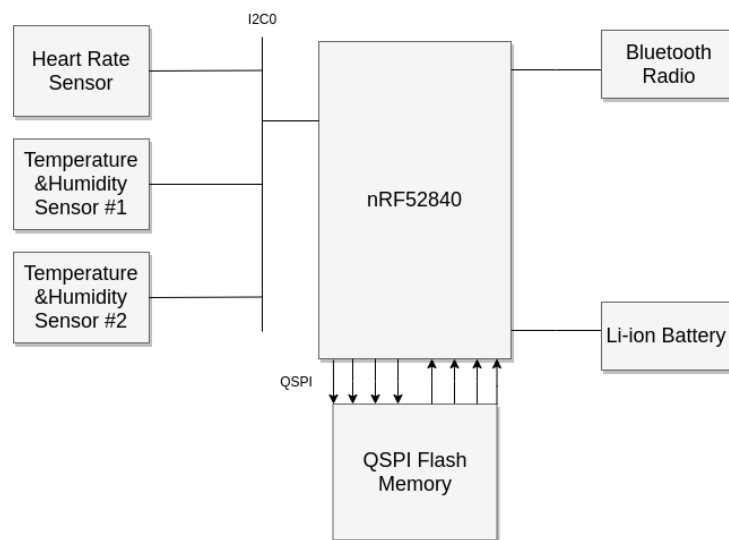 I2C0
Heart Rate
Sensor
Bluetooth
Radio
Temperature
&Humidity
Sensor #1
nRF52840
Temperature
&Humidity
Sensor #2
Li-ion Battery
QSPI
QSPI Flash
Memory